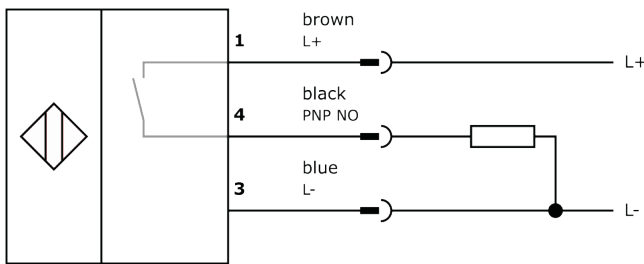 brown
1 L+
L+
black
4 PNP NO
blue
3 L-
L-